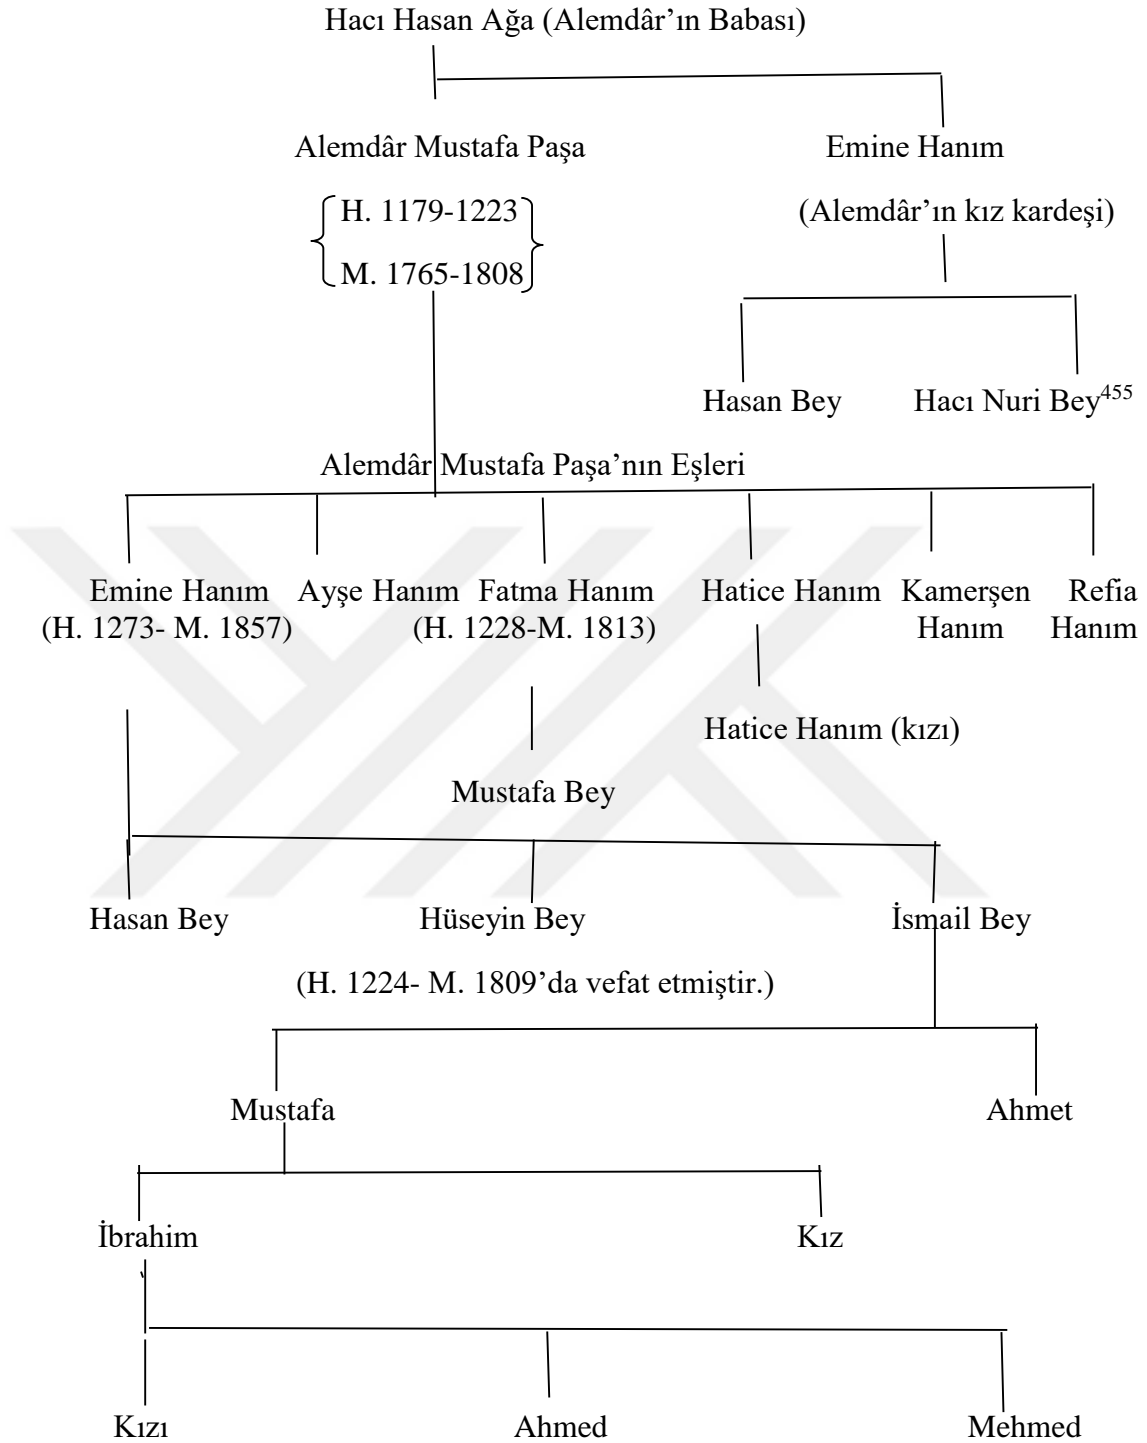 Hacı Hasan Ağa (Alemdâr’ın Babası)
Alemdâr Mustafa Paşa Emine Hanım
H. 1179-1223 (Alemdâr’ın kız kardeşi)
M. 1765-1808
Hasan Bey Hacı Nuri Bey455
Alemdâr Mustafa Paşa’nın Eşleri
Emine Hanım Ayşe Hanım Fatma Hanım Hatice Hanım Kamerşen Refia
(H. 1273- M. 1857) (H. 1228-M. 1813) Hanım Hanım
Hatice Hanım (kızı)
Mustafa Bey
Hasan Bey Hüseyin Bey İsmail Bey
(H. 1224- M. 1809’da vefat etmiştir.)
Mustafa Ahmet
İbrahim Kız
Kızı Ahmed Mehmed